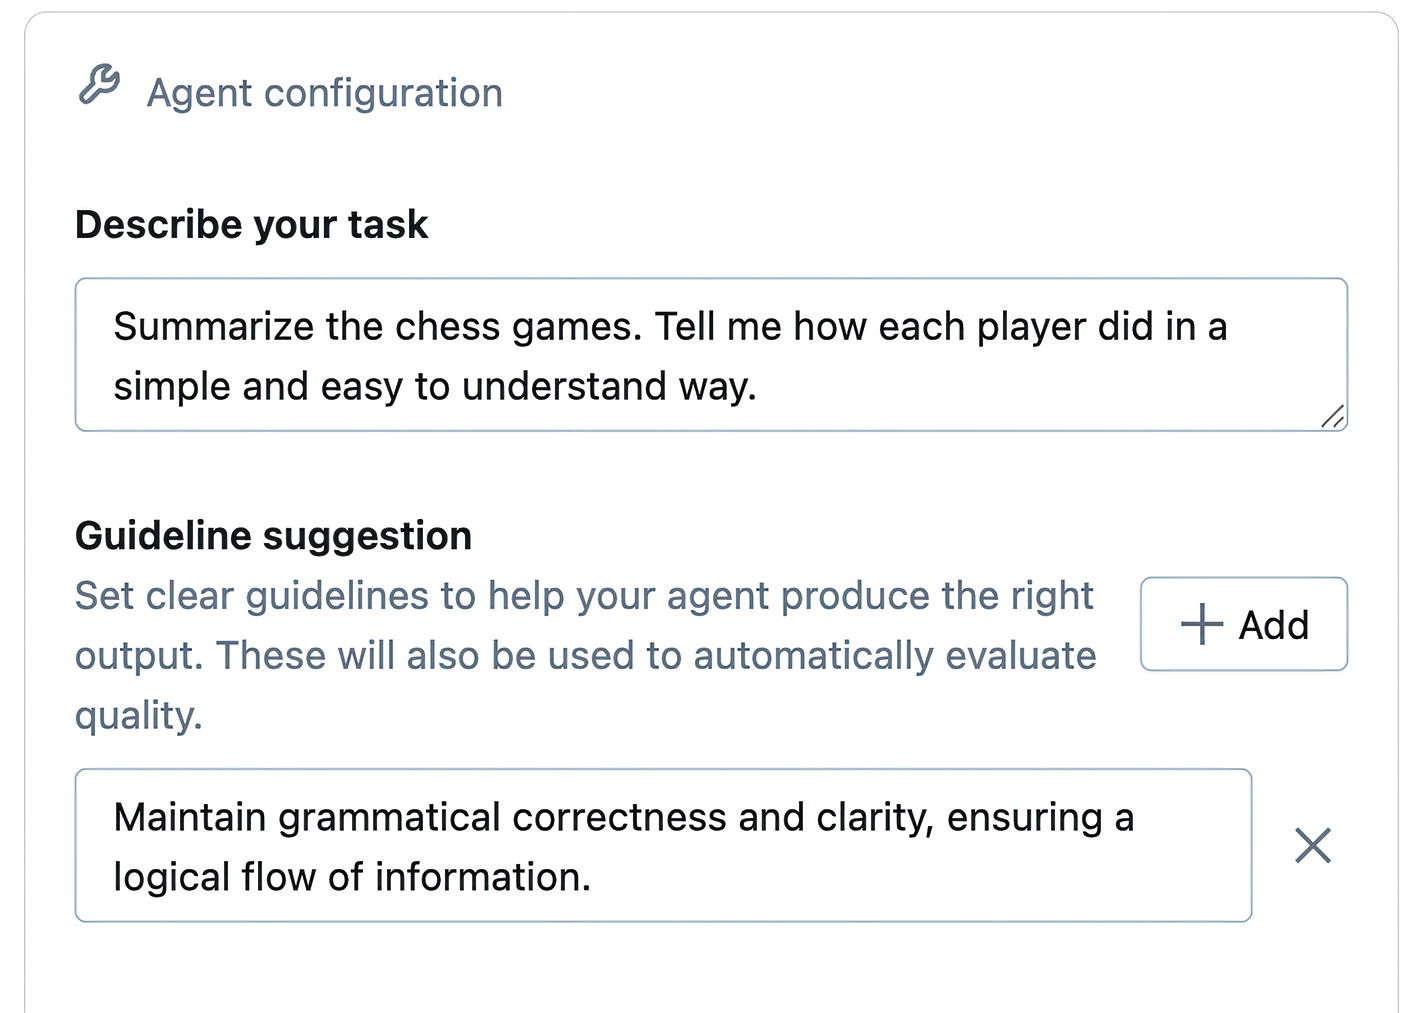 Agent configuration
Describe your task
Summarize the chess games. Tell me how each player did in a
simple and easy to understand way.
Guideline suggestion
Set clear guidelines to help your agent produce the right
output. These will also be used to automatically evaluate
quality.
Add
Maintain grammatical correctness and clarity, ensuring a
logical flow of information.